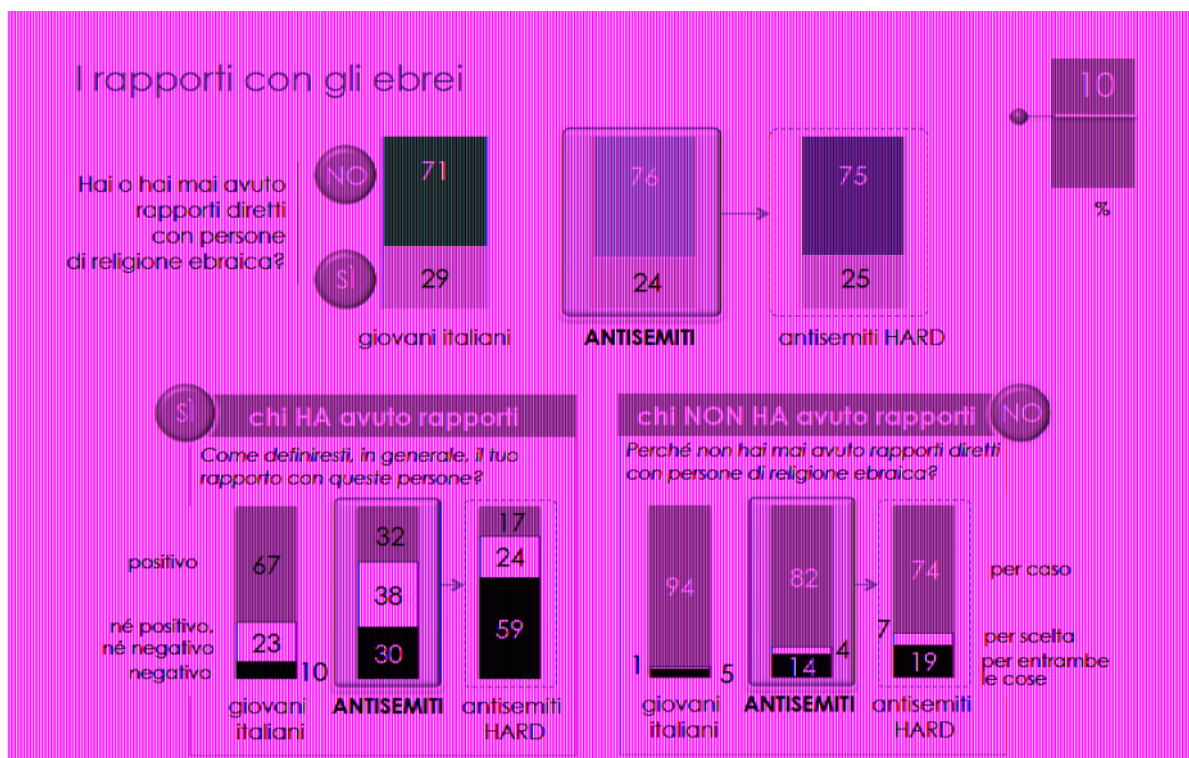 I rapporti con gli ebrei
10
%
Hai o hai mai avuto
rapporti diretti
con persone
di religione ebraica?
NO
71
76
75
SÌ
29
24
25
giovani italiani
ANTISEMITI
antisemiti HARD
SÌ
chi HA avuto rapporti
Come definiresti, in generale, il tuo
rapporto con queste persone?
positivo
67
32
17
né positivo,
né negativo
23
38
24
negativo
10
30
59
giovani
italiani
ANTISEMITI
antisemiti
HARD
chi NON HA avuto rapporti
NO
Perché non hai mai avuto rapporti diretti
con persone di religione ebraica?
94
82
74
per caso
1
4
7
per scelta
5
14
19
per entrambe
le cose
giovani
italiani
ANTISEMITI
antisemiti
HARD